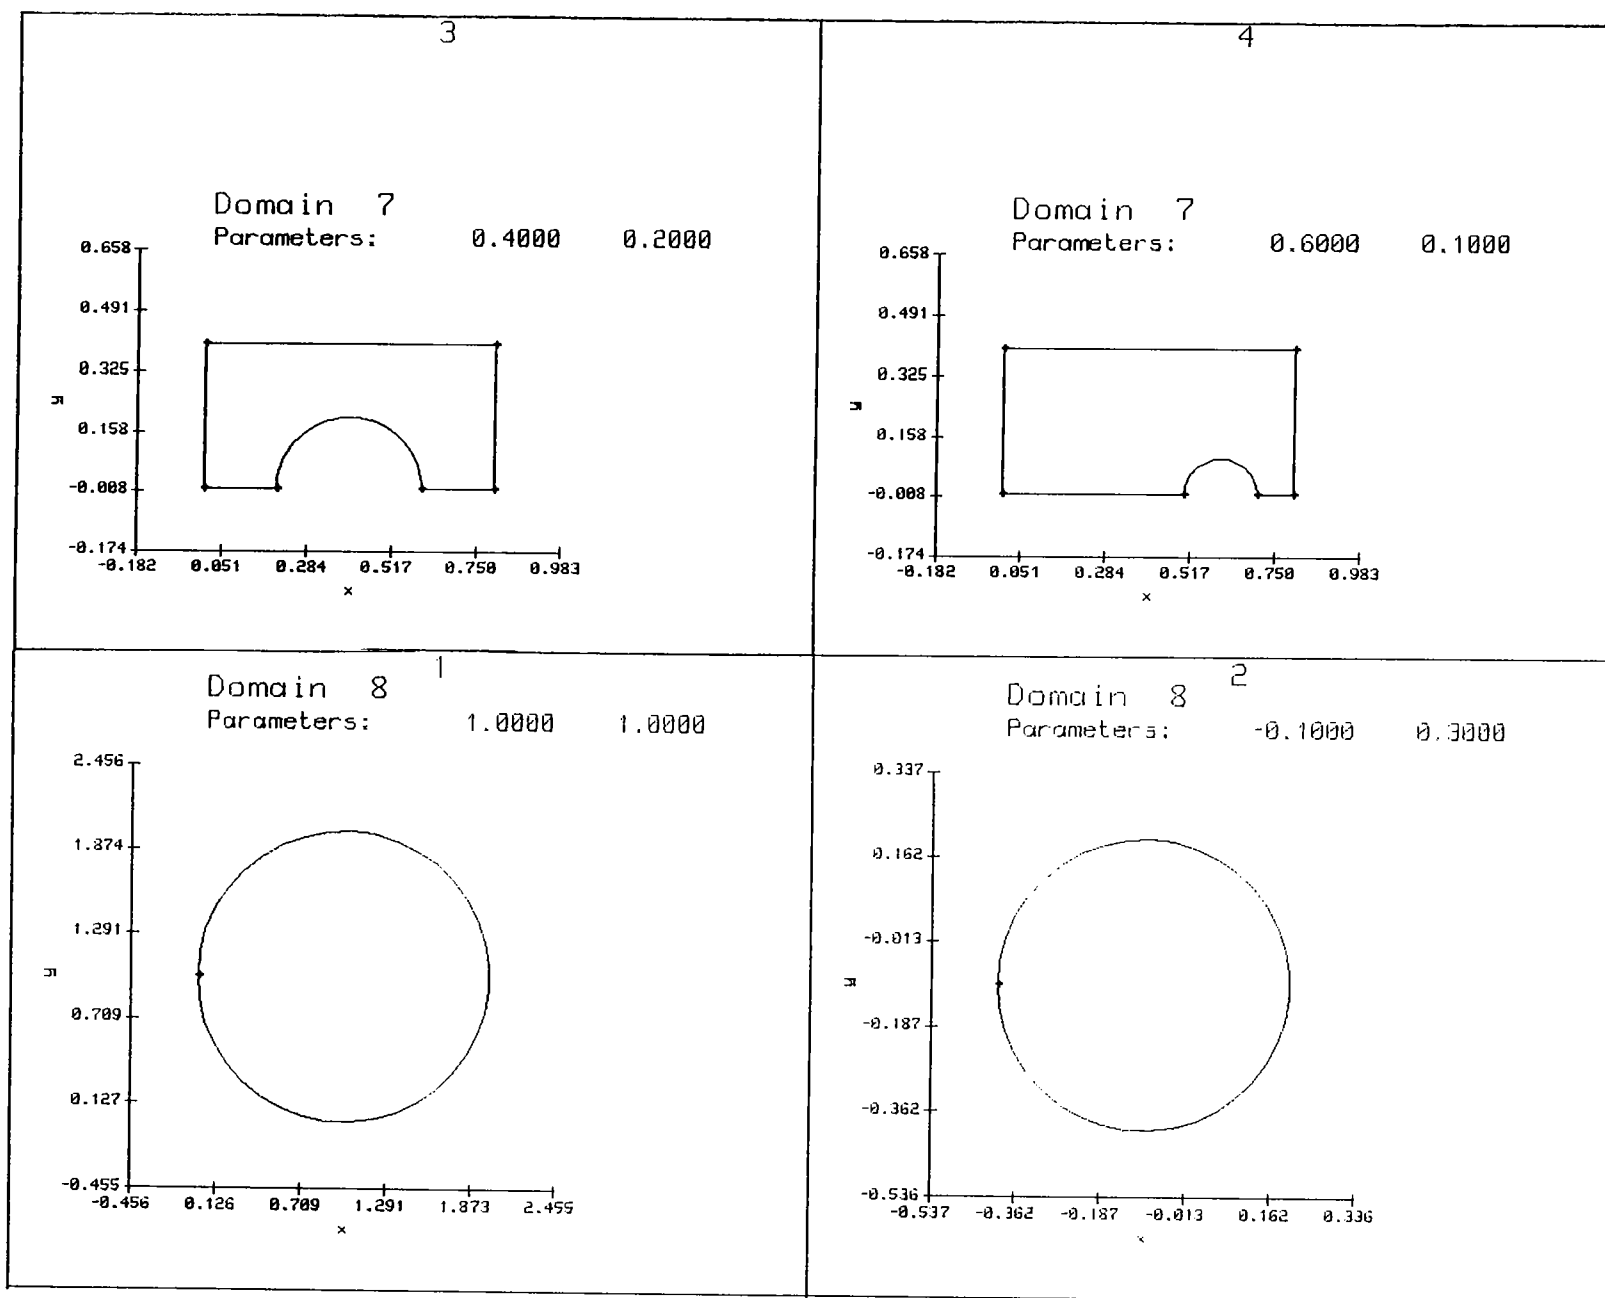 3
Domain 7
Parameters: 0.4000 0.2000
0.658
0.491
0.325
y
0.158
-0.008
-0.174
-0.182 0.051 0.284 0.517 0.750 0.983
x
4
Domain 7
Parameters: 0.6000 0.1000
0.658
0.491
0.325
y
0.158
-0.008
-0.174
-0.182 0.051 0.284 0.517 0.750 0.983
x
1
Domain 8
Parameters: 1.0000 1.0000
2.456
1.874
1.291
y
0.709
0.127
-0.455
-0.456 0.126 0.709 1.291 1.873 2.455
x
2
Domain 8
Parameters: -0.1000 0.3000
0.337
0.162
-0.013
y
-0.187
-0.362
-0.536
-0.537 -0.362 -0.187 -0.013 0.162 0.336
x